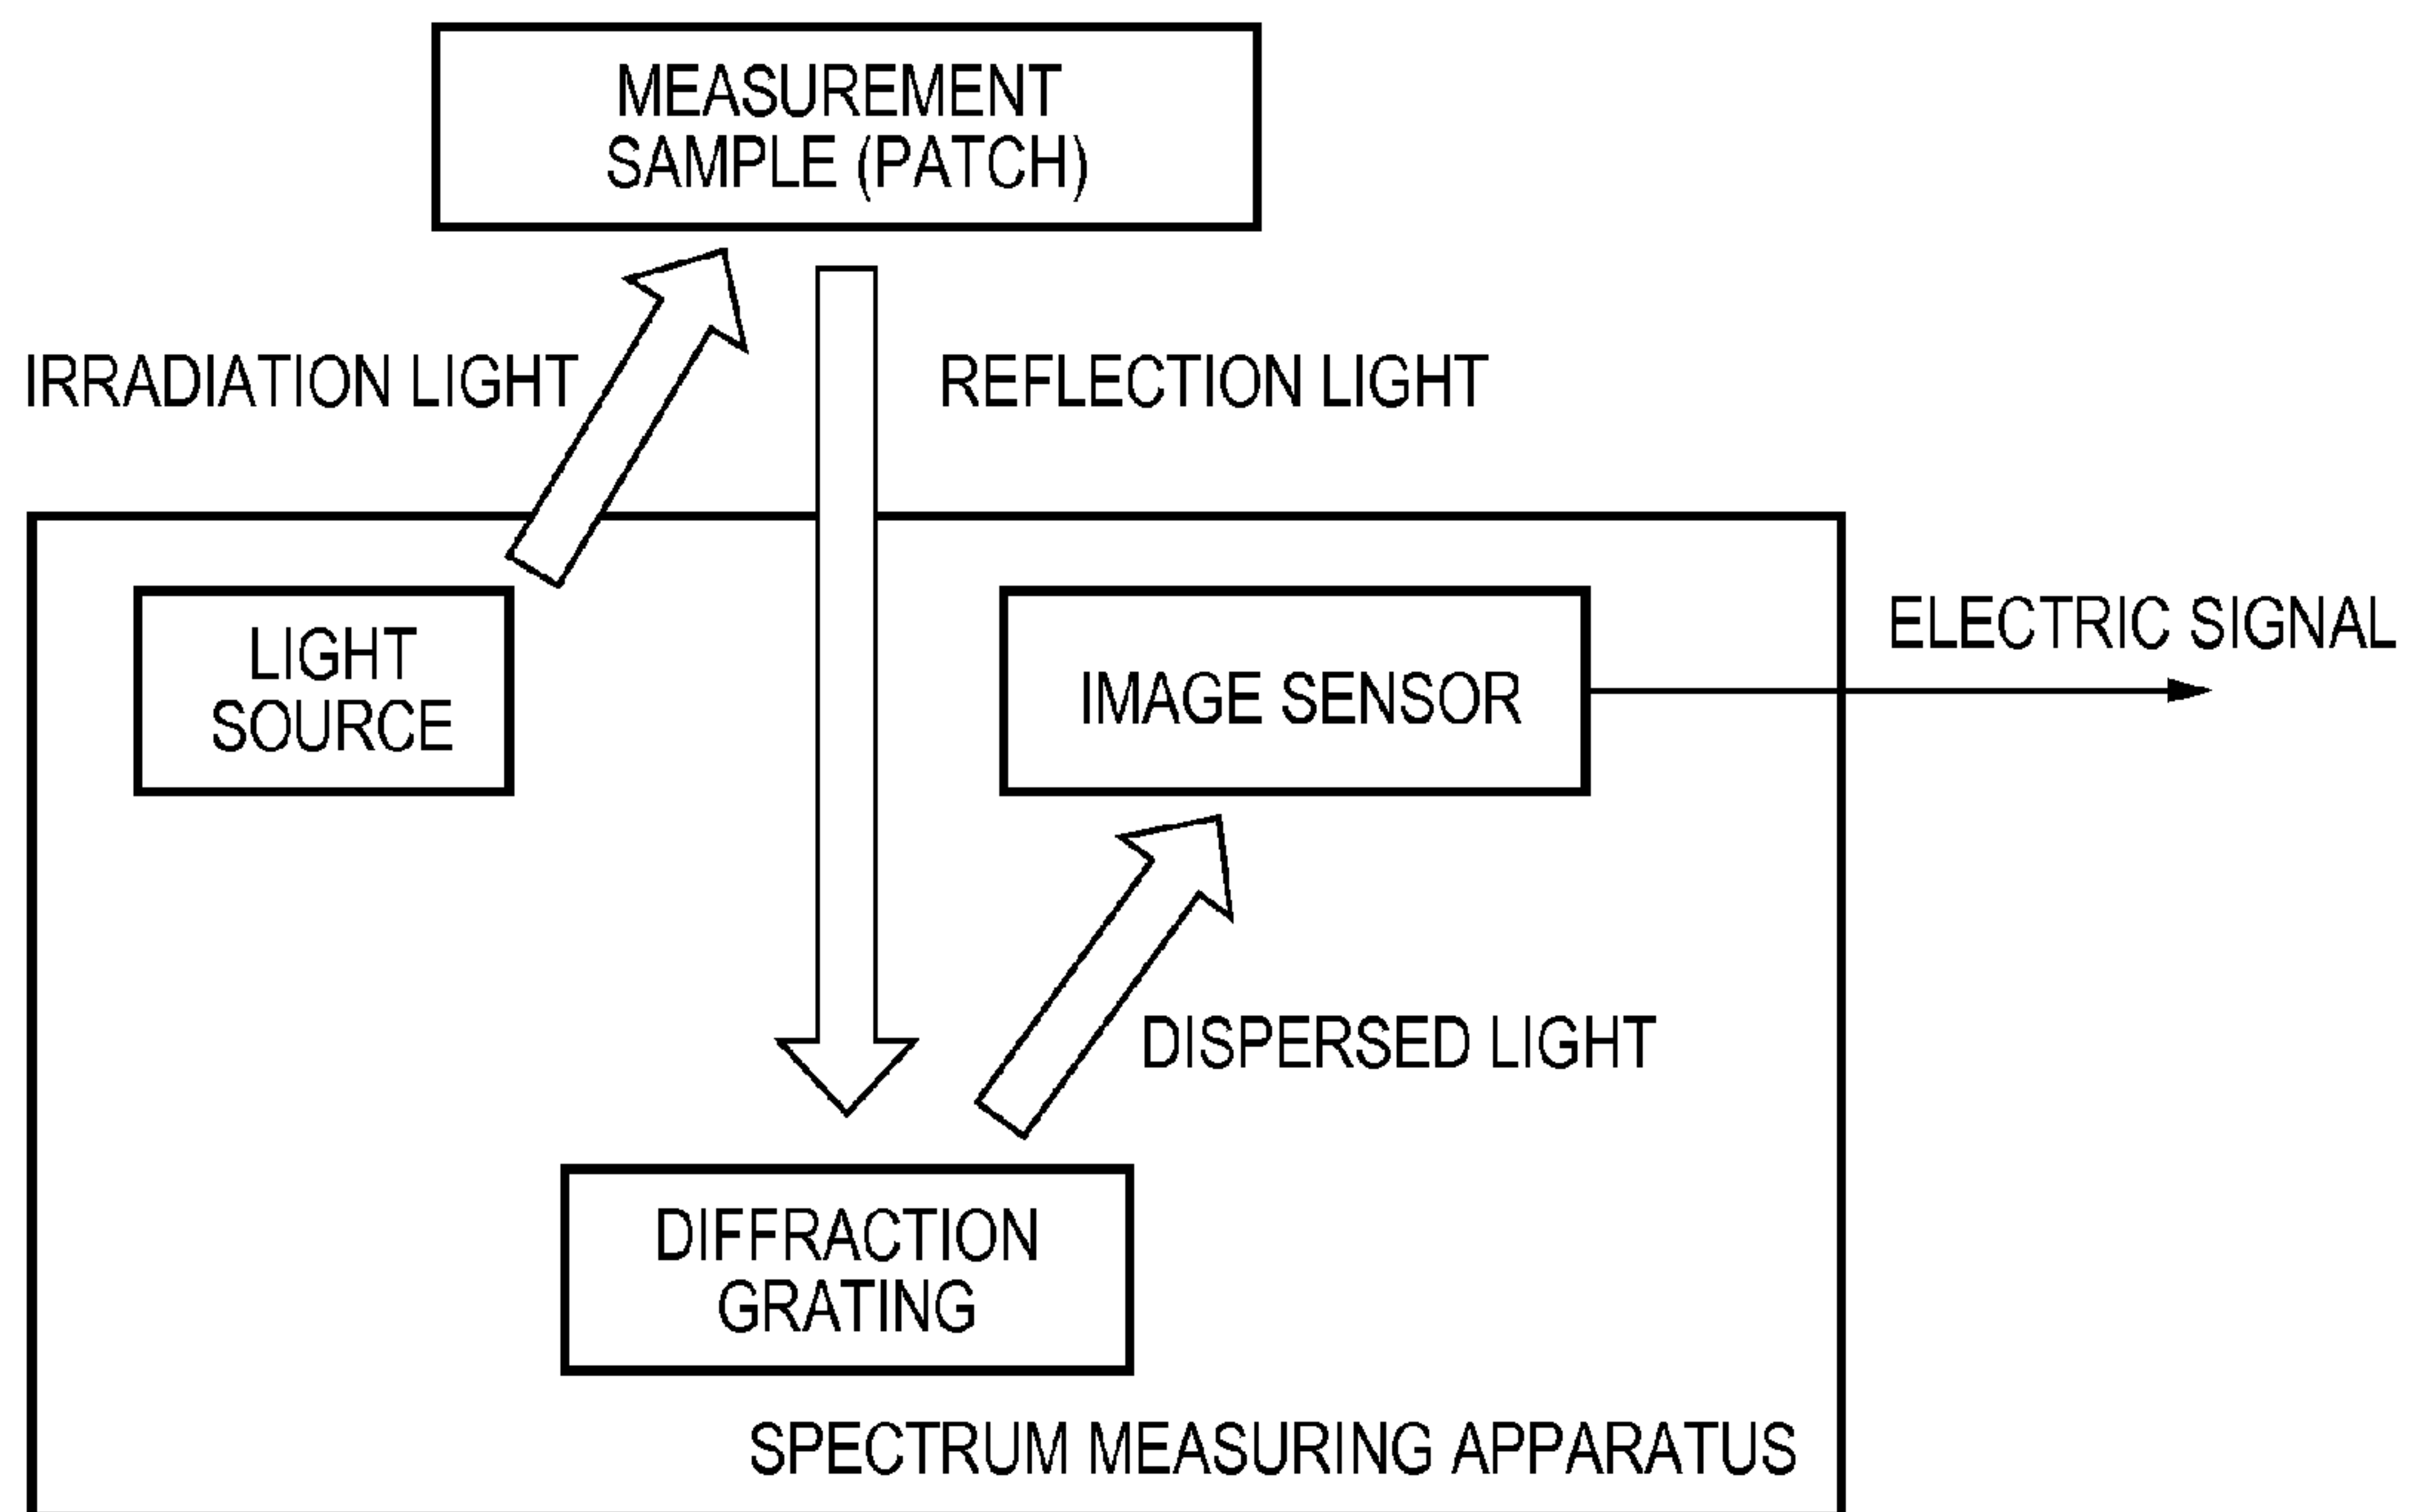 MEASUREMENT
SAMPLE (PATCH)
IRRADIATION LIGHT
REFLECTION LIGHT
LIGHT
SOURCE
IMAGE SENSOR
ELECTRIC SIGNAL
DISPERSED LIGHT
DIFFRACTION
GRATING
SPECTRUM MEASURING APPARATUS